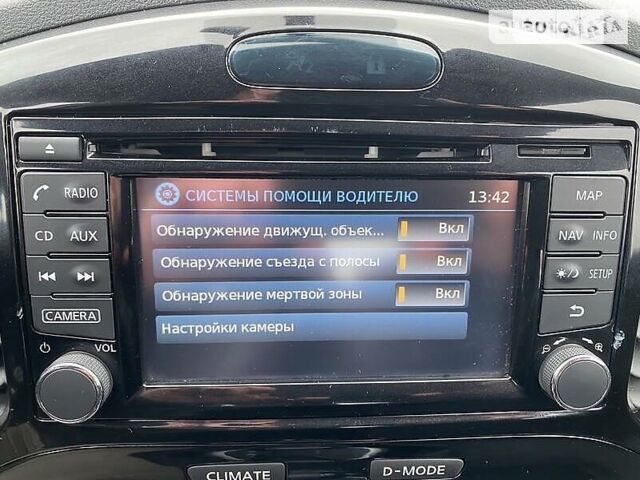 RADIO
CD AUX
CAMERA
VOL
СИСТЕМЫ ПОМОЩИ ВОДИТЕЛЮ 13:42
Обнаружение движущ. объек... Вкл
Обнаружение съезда с полосы Вкл
Обнаружение мертвой зоны Вкл
Настройки камеры
MAP
NAV INFO
SETUP
CLIMATE
D-MODE